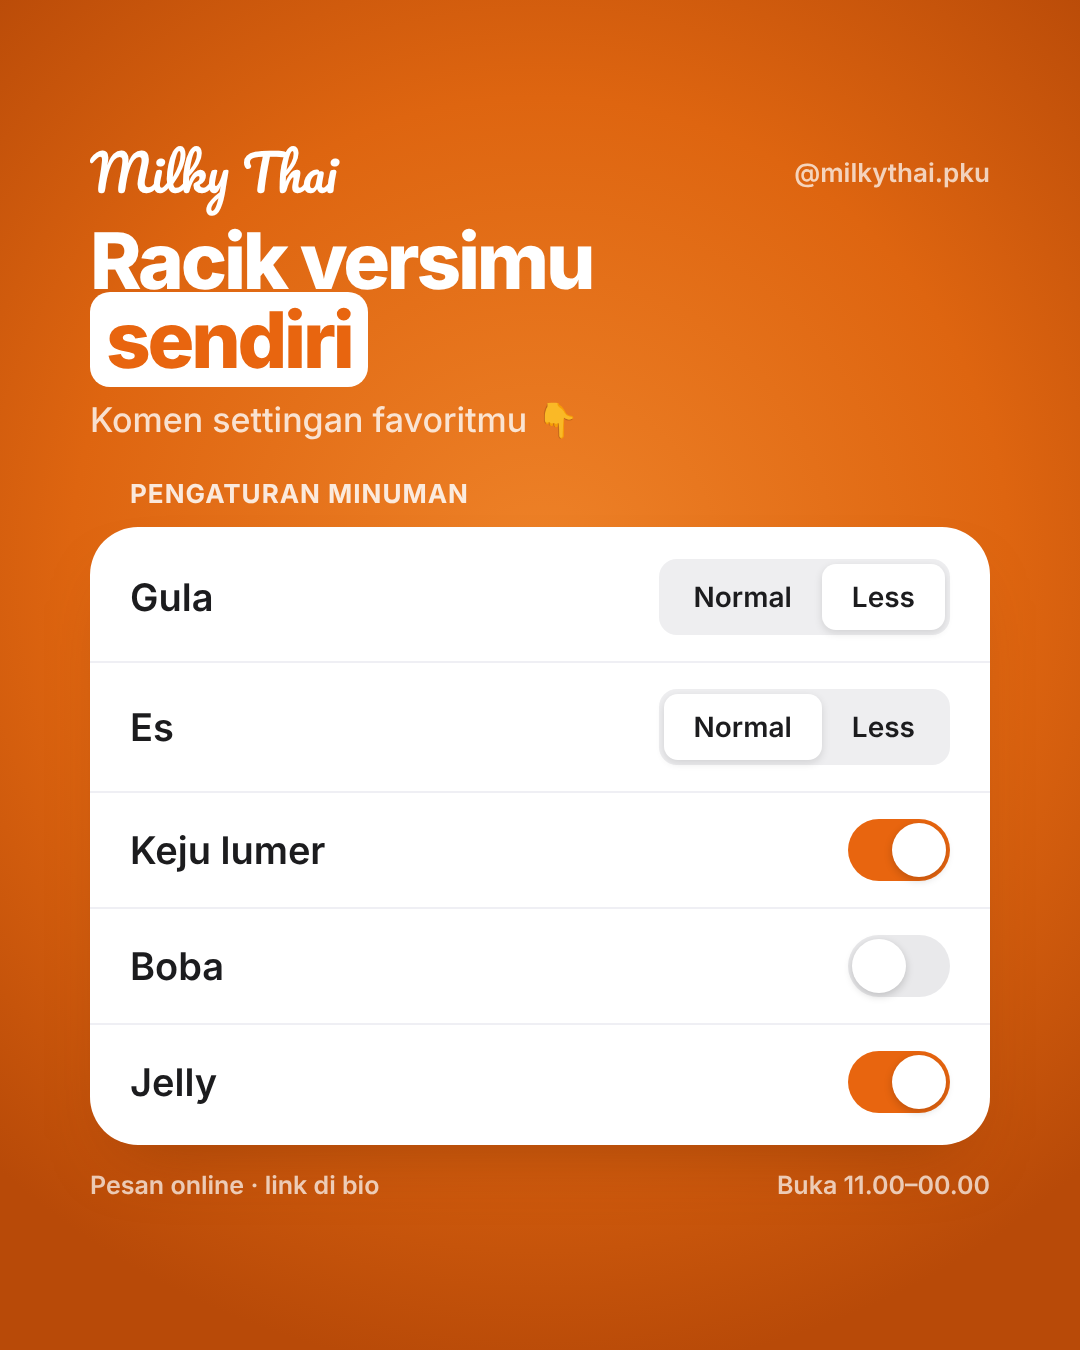 Milky Thai
@milkythai.pku
Racik versimu
sendiri
Komen settingan favoritmu 👇
PENGATURAN MINUMAN
Gula Normal Less
Es Normal Less
Keju lumer
Boba
Jelly
Pesan online · link di bio
Buka 11.00–00.00